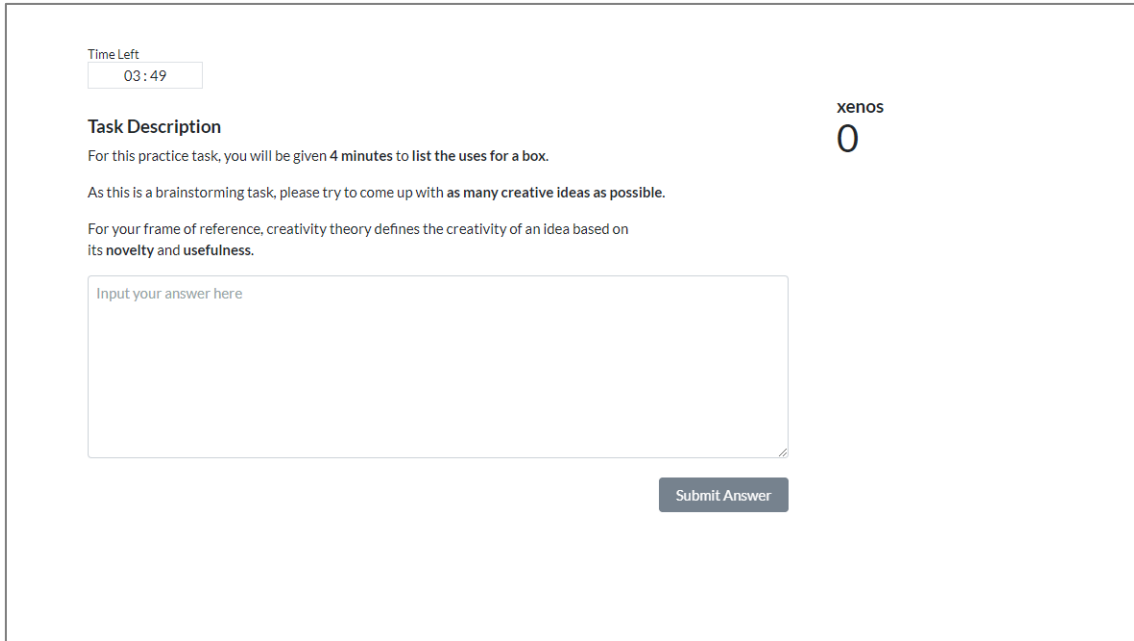 Time Left
03:49
xenos
0
Task Description
For this practice task, you will be given 4 minutes to list the uses for a box.
As this is a brainstorming task, please try to come up with as many creative ideas as possible.
For your frame of reference, creativity theory defines the creativity of an idea based on
its novelty and usefulness.
Input your answer here
Submit Answer